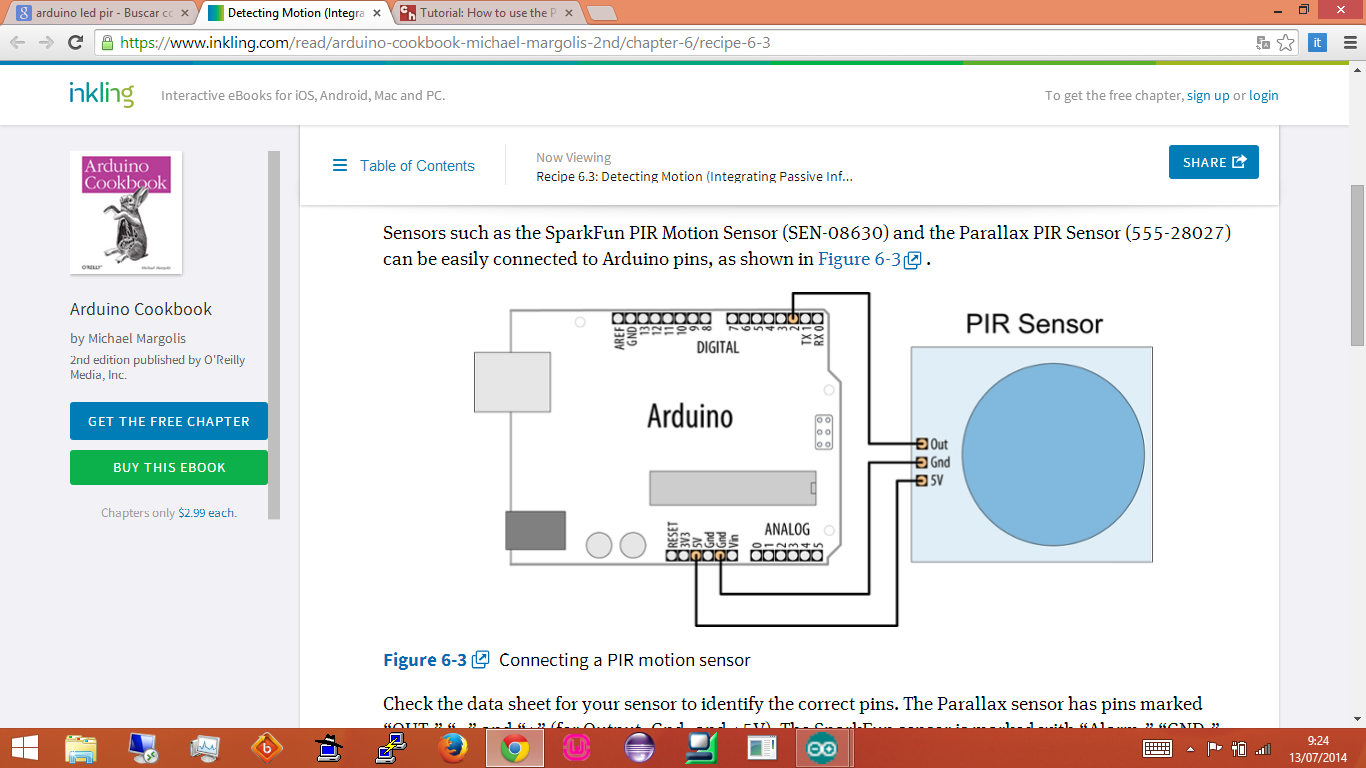 arduino led pir - Buscar co
Detecting Motion (Integra
Tutorial: How to use the P
https://www.inkling.com/read/arduino-cookbook-michael-margolis-2nd/chapter-6/recipe-6-3
inkling
Interactive eBooks for iOS, Android, Mac and PC.
To get the free chapter, sign up or login
Arduino
Cookbook
O'REILLY
Table of Contents
Now Viewing
Recipe 6.3: Detecting Motion (Integrating Passive Inf...
SHARE
Arduino Cookbook
by Michael Margolis
2nd edition published by O'Reilly
Media, Inc.
GET THE FREE CHAPTER
BUY THIS EBOOK
Chapters only $2.99 each.
Sensors such as the SparkFun PIR Motion Sensor (SEN-08630) and the Parallax PIR Sensor (555-28027)
can be easily connected to Arduino pins, as shown in Figure 6-3 .
AREF GND 13 12 11 10 9 8 7 6 5 4 3 2 TX 1 RX 0
DIGITAL
Arduino
RESET 3V3 5V Gnd Gnd Vin
ANALOG
0 1 2 3 4 5
PIR Sensor
Out
Gnd
5V
Figure 6-3 Connecting a PIR motion sensor
Check the data sheet for your sensor to identify the correct pins. The Parallax sensor has pins marked
9:24
13/07/2014